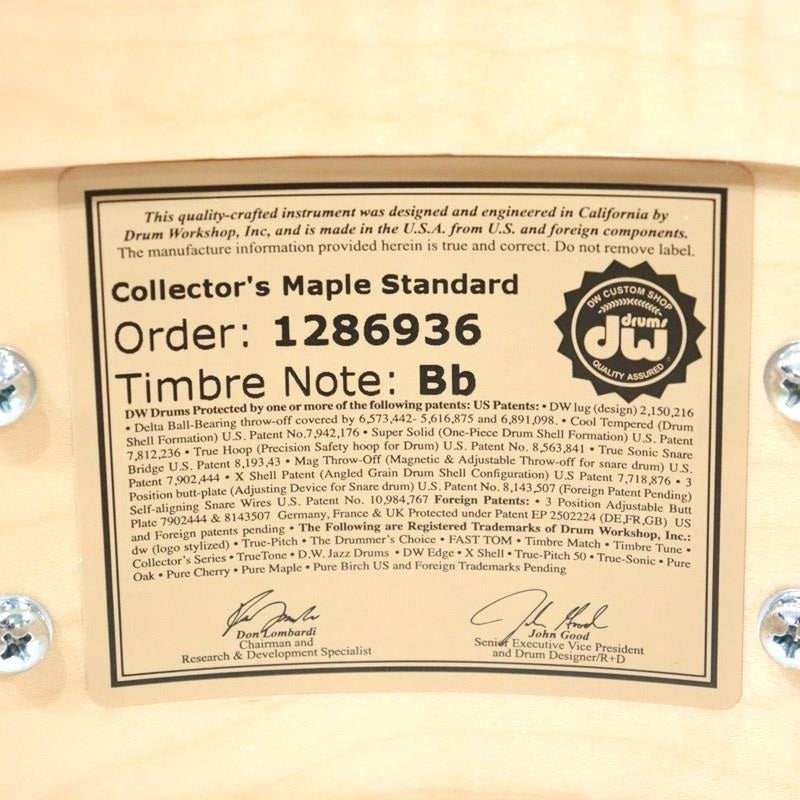 This quality-crafted instrument was designed and engineered in California by
Drum Workshop, Inc, and is made in the U.S.A. from U.S. and foreign components.
The manufacture information provided herein is true and correct. Do not remove label.
Collector's Maple Standard
Order: 1286936
Timbre Note: Bb
DW CUSTOM SHOP
drums
dw
QUALITY ASSURED
DW Drums Protected by one or more of the following patents: US Patents: • DW lug (design) 2,150,216
• Delta Ball-Bearing throw-off covered by 6,573,442- 5,616,875 and 6,891,098. • Cool Tempered (Drum
Shell Formation) U.S. Patent No.7,942,176 • Super Solid (One-Piece Drum Shell Formation) U.S. Patent
7,812,236 • True Hoop (Precision Safety hoop for Drum) U.S. Patent No. 8,563,841 • True Sonic Snare
Bridge U.S. Patent 8,193,43 • Mag Throw-Off (Magnetic & Adjustable Throw-off for snare drum) U.S.
Patent 7,902,444 • X Shell Patent (Angled Grain Drum Shell Configuration) US Patent 7,718,876 • 3
Position butt-plate (Adjusting Device for Snare drum) U.S. Patent No. 8,143,507 (Foreign Patent Pending)
Self-aligning Snare Wires U.S. Patent No. 10,984,767 Foreign Patents: • 3 Position Adjustable Butt
Plate 7902444 & 8143507 Germany, France & UK Protected under Patent EP 2502224 (DE,FR,GB) US
and Foreign patents pending • The Following are Registered Trademarks of Drum Workshop, Inc.:
dw (logo stylized) • True-Pitch • The Drummer's Choice • FAST TOM • Timbre Match • Timbre Tune •
Collector's Series • TrueTone • D.W. Jazz Drums • DW Edge • X Shell • True-Pitch 50 • True-Sonic • Pure
Oak • Pure Cherry • Pure Maple • Pure Birch US and Foreign Trademarks Pending
Don Lombardi
Chairman and
Research & Development Specialist
John Good
John Good
Senior Executive Vice President
and Drum Designer/R+D